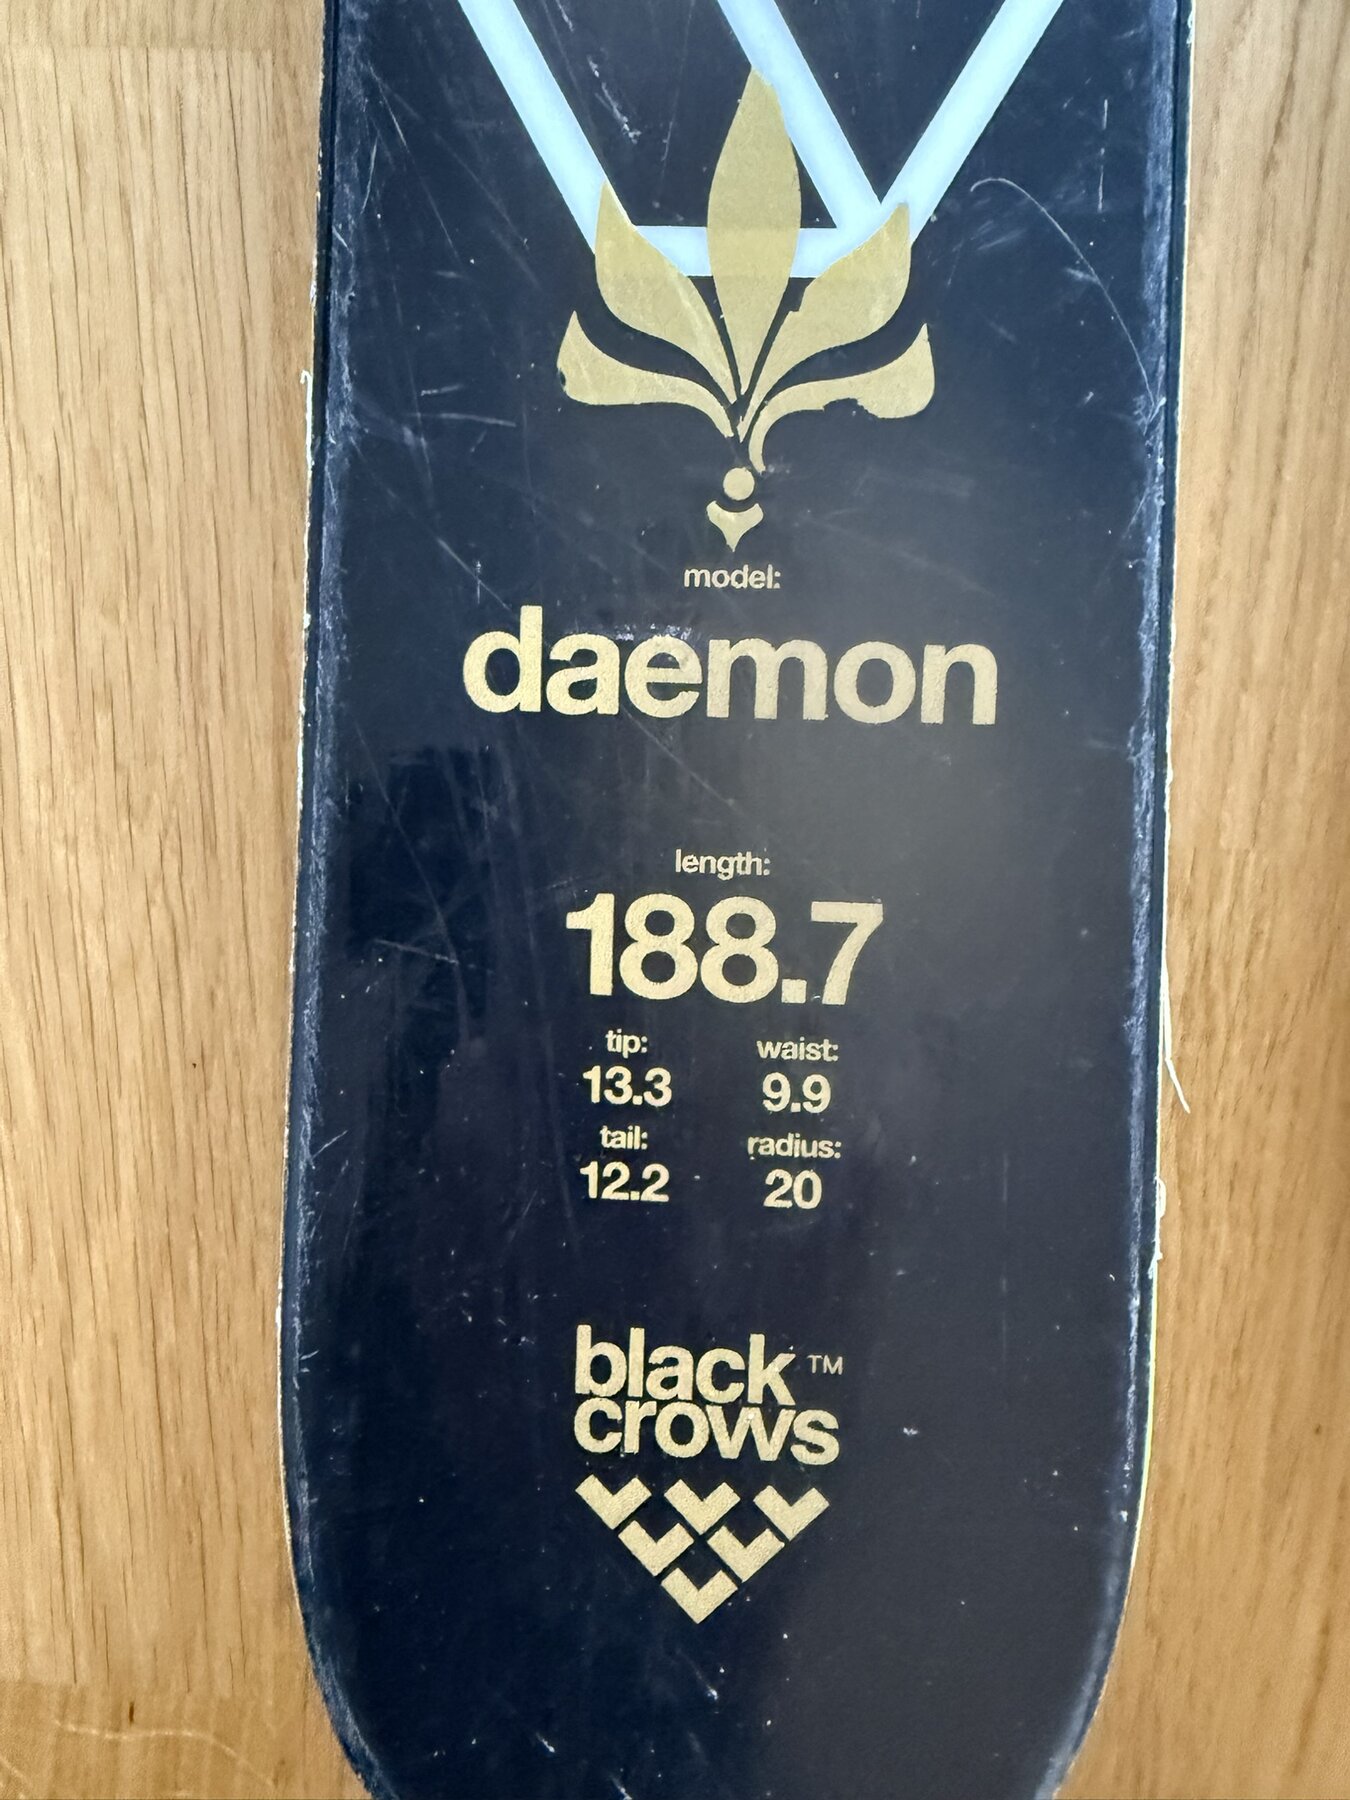 model:
daemon
length:
188.7
tip: waist:
13.3 9.9
tail: radius:
12.2 20
black™
crows